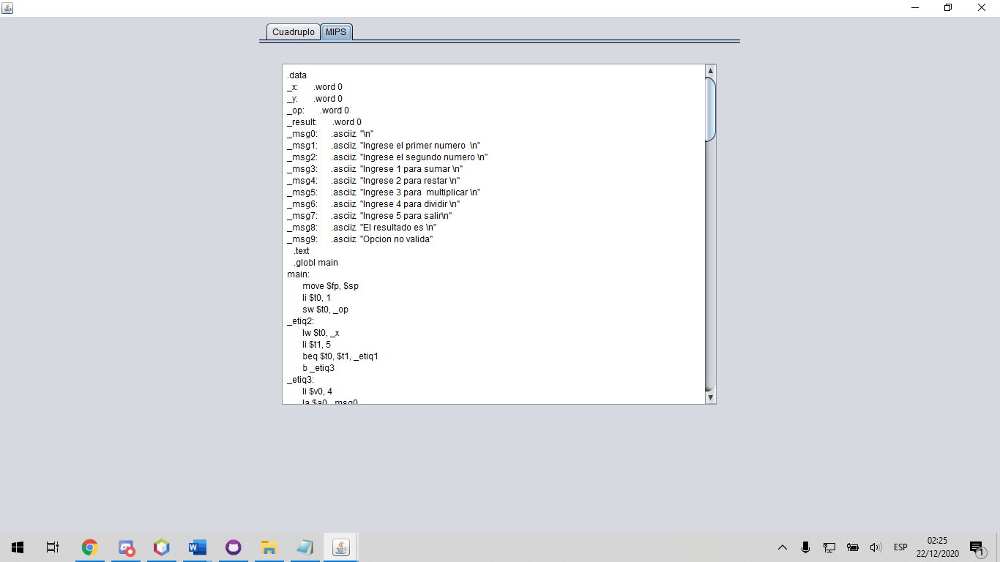 Cuadruplo MIPS
.data
_x: .word 0
_y: .word 0
_op: .word 0
_result: .word 0
_msg0: .asciiz "\n"
_msg1: .asciiz "Ingrese el primer numero \n"
_msg2: .asciiz "Ingrese el segundo numero \n"
_msg3: .asciiz "Ingrese 1 para sumar \n"
_msg4: .asciiz "Ingrese 2 para restar \n"
_msg5: .asciiz "Ingrese 3 para  multiplicar \n"
_msg6: .asciiz "Ingrese 4 para dividir \n"
_msg7: .asciiz "Ingrese 5 para salir\n"
_msg8: .asciiz "El resultado es \n"
_msg9: .asciiz "Opcion no valida"
.text
.globl main
main:
move $fp, $sp
li $t0, 1
sw $t0, _op
_etiq2:
lw $t0, _x
li $t1, 5
beq $t0, $t1, _etiq1
b _etiq3
_etiq3:
li $v0, 4
la $a0, _msg0
ESP
02:25
22/12/2020
1